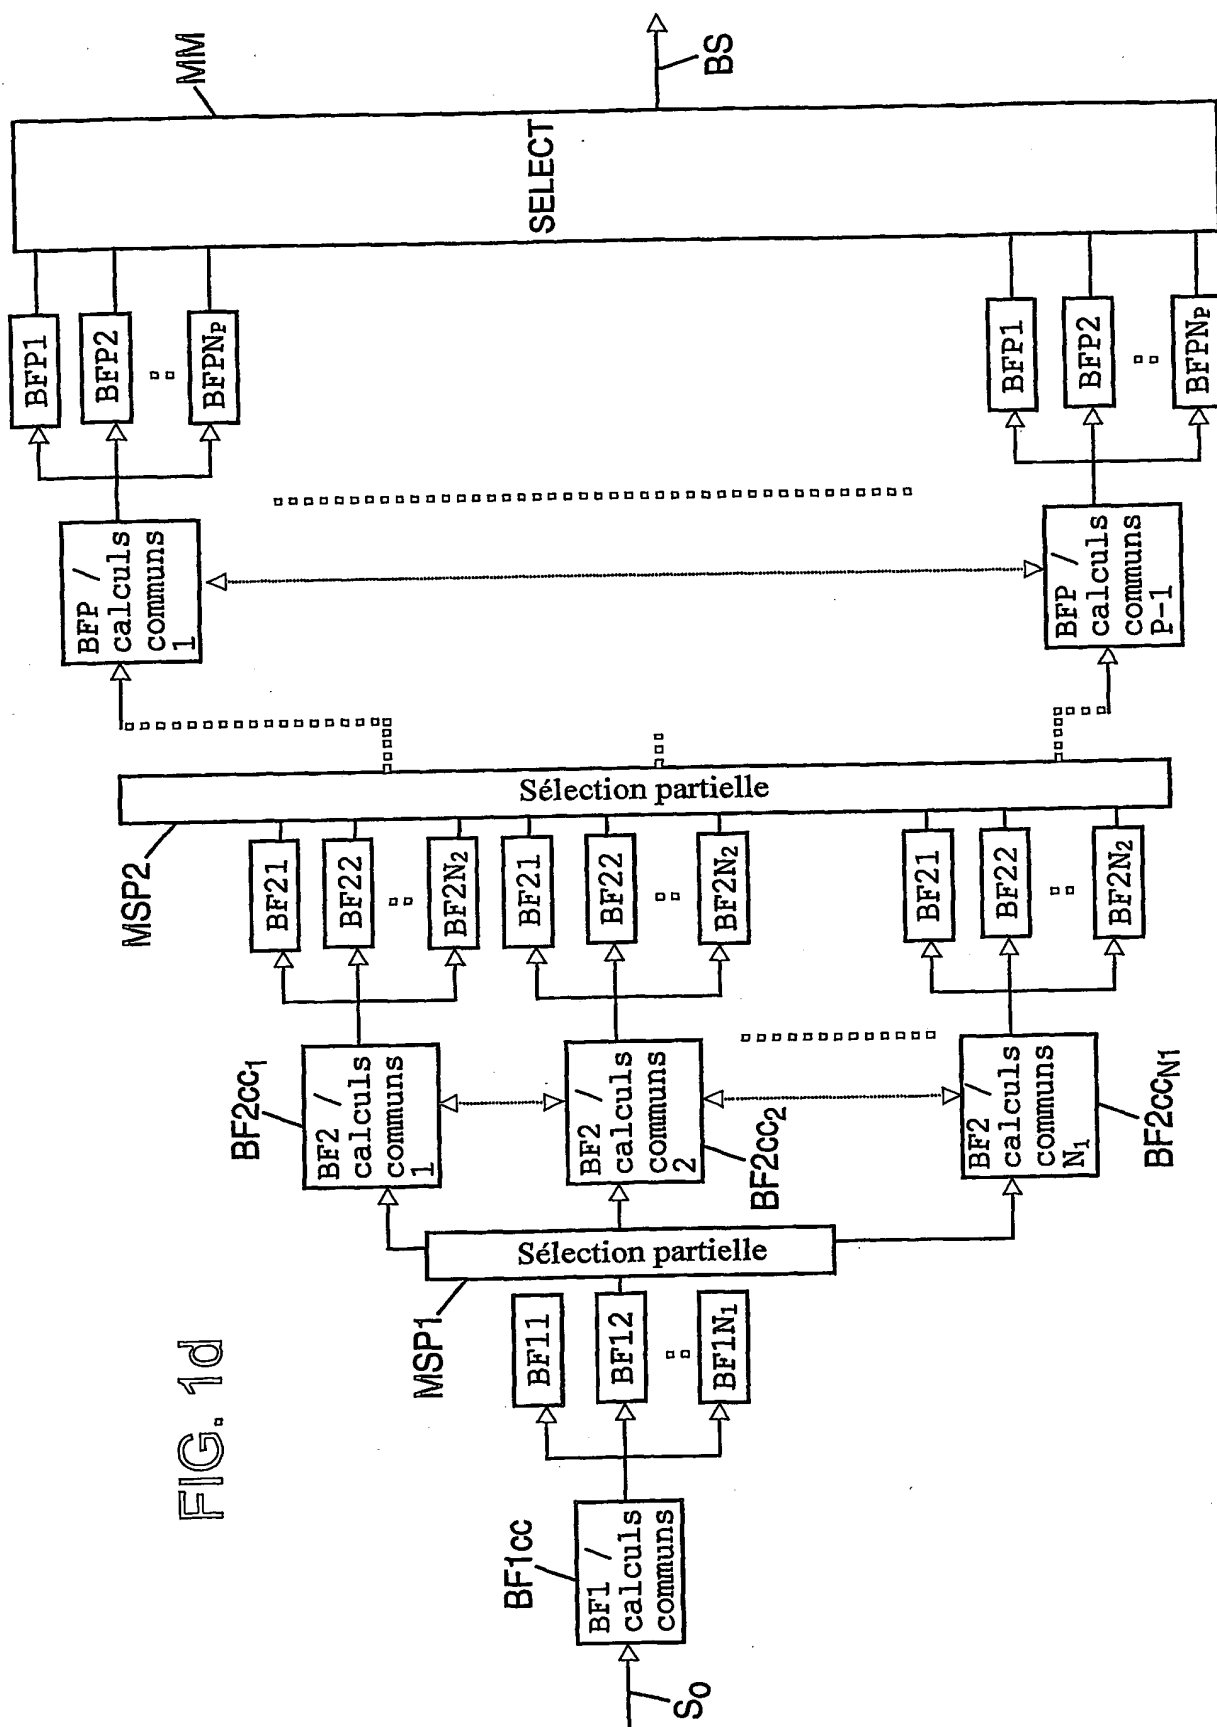 FIG. 1d
S0
BF1cc
BF1 /
calculs
communs
BF11
BF12
BF1N1
MSP1
Sélection partielle
BF2cc1
BF2 /
calculs
communs
1
BF2 /
calculs
communs
2
BF2cc2
BF2 /
calculs
communs
N1
BF2ccN1
BF21
BF22
BF2N2
BF21
BF22
BF2N2
BF21
BF22
BF2N2
MSP2
Sélection partielle
BFP /
calculs
communs
1
BFP /
calculs
communs
P-1
BFP1
BFP2
BFPNP
BFP1
BFP2
BFPNP
SELECT
MM
BS